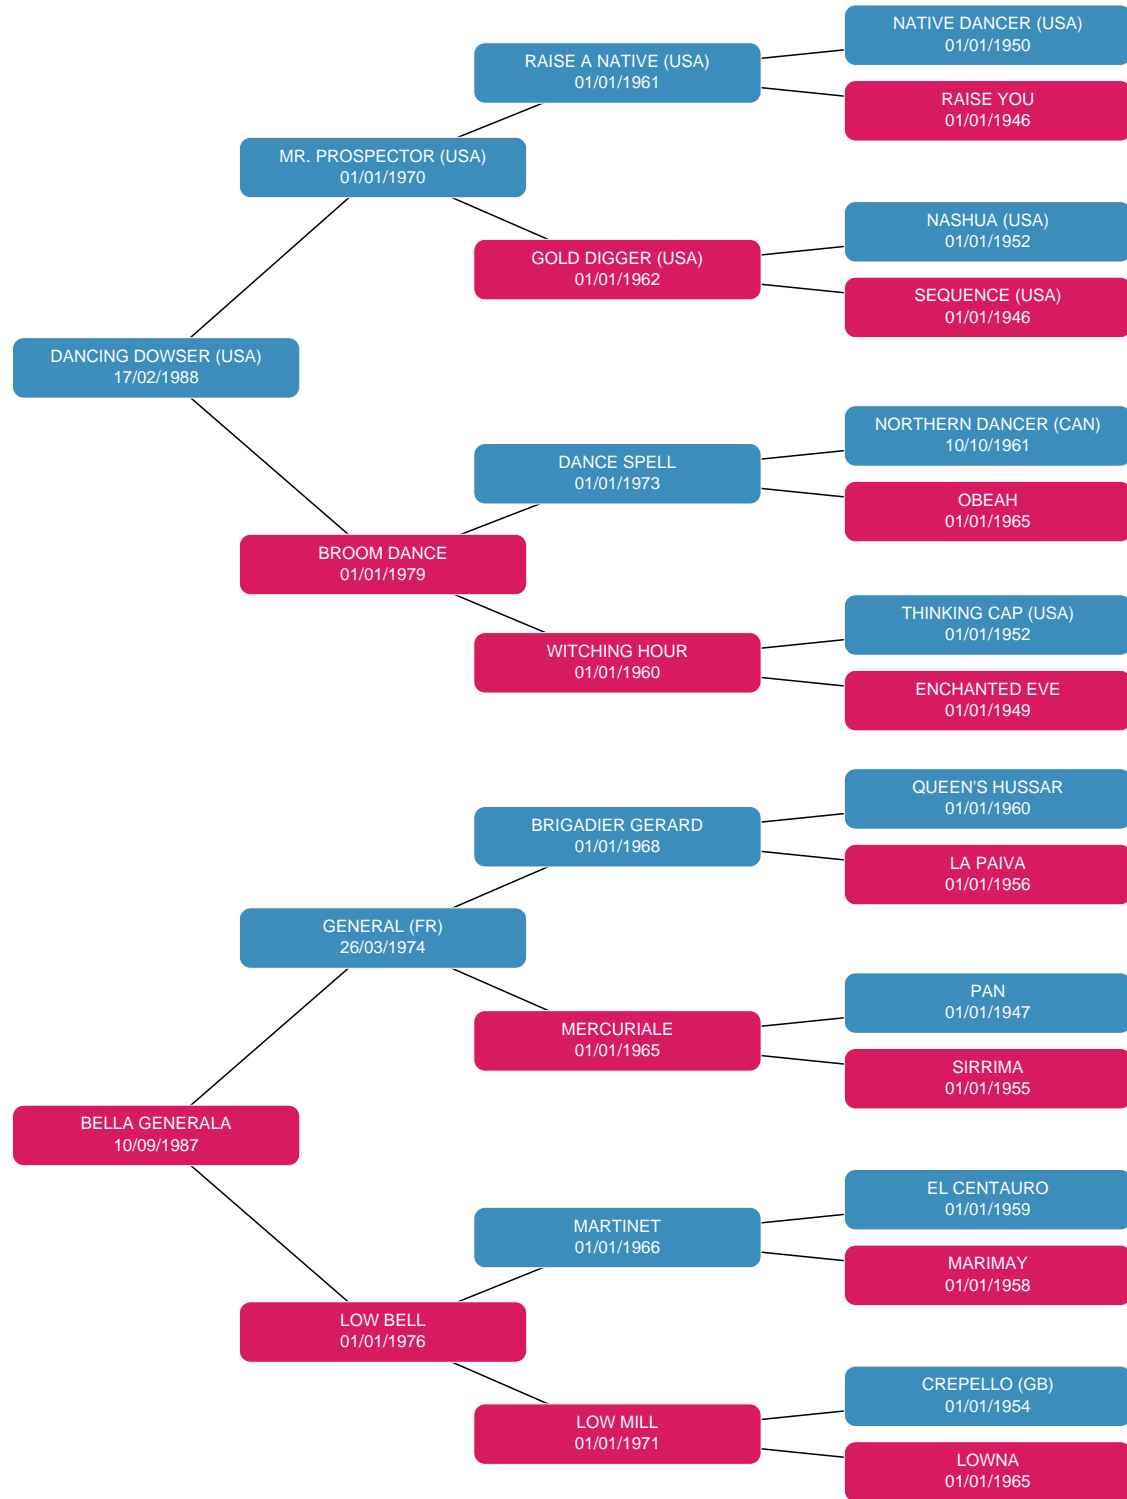 NATIVE DANCER (USA)
01/01/1950
RAISE A NATIVE (USA)
01/01/1961
RAISE YOU
01/01/1946
MR. PROSPECTOR (USA)
01/01/1970
NASHUA (USA)
01/01/1952
GOLD DIGGER (USA)
01/01/1962
SEQUENCE (USA)
01/01/1946
DANCING DOWSER (USA)
17/02/1988
NORTHERN DANCER (CAN)
10/10/1961
DANCE SPELL
01/01/1973
OBEAH
01/01/1965
BROOM DANCE
01/01/1979
THINKING CAP (USA)
01/01/1952
WITCHING HOUR
01/01/1960
ENCHANTED EVE
01/01/1949
QUEEN'S HUSSAR
01/01/1960
BRIGADIER GERARD
01/01/1968
LA PAIVA
01/01/1956
GENERAL (FR)
26/03/1974
PAN
01/01/1947
MERCURIALE
01/01/1965
SIRRIMA
01/01/1955
BELLA GENERALA
10/09/1987
EL CENTAURO
01/01/1959
MARTINET
01/01/1966
MARIMAY
01/01/1958
LOW BELL
01/01/1976
CREPELLO (GB)
01/01/1954
LOW MILL
01/01/1971
LOWNA
01/01/1965